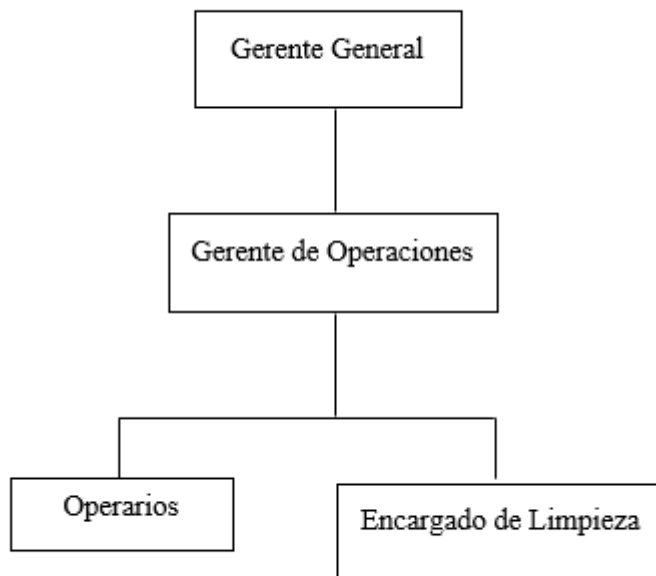 Gerente General
Gerente de Operaciones
Operarios
Encargado de Limpieza